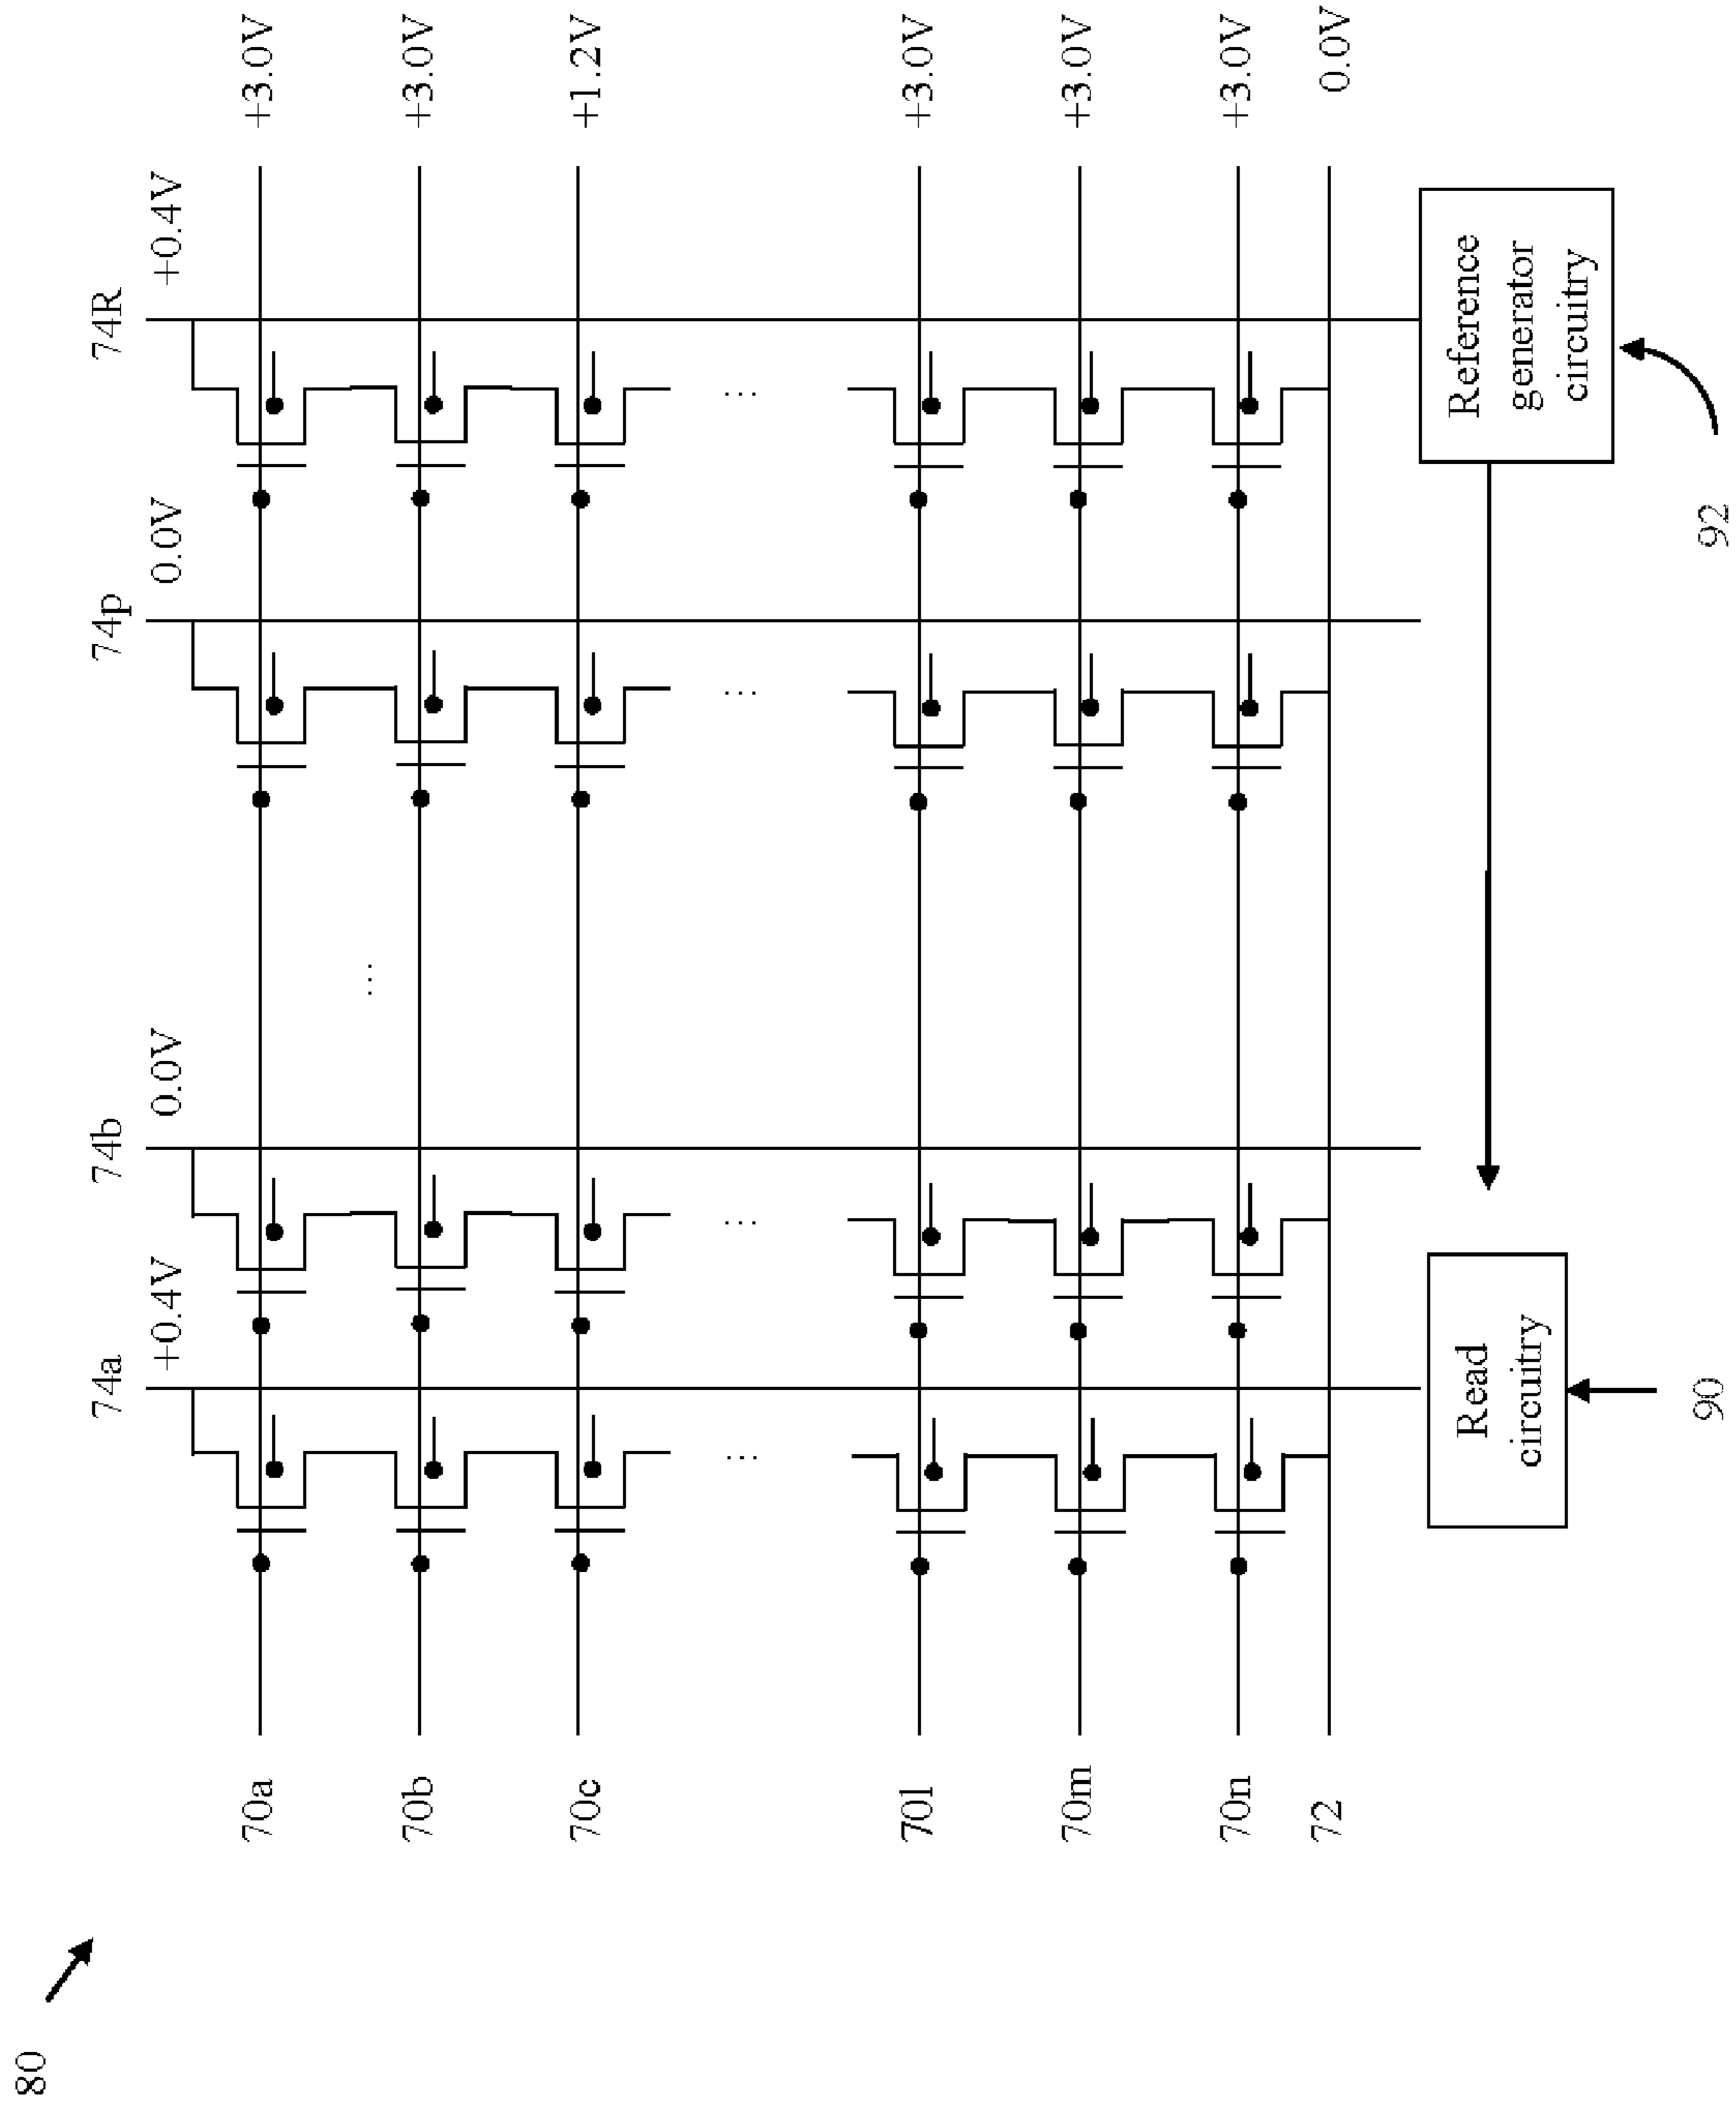 80
74a 74b 74p 74R
+0.4V 0.0V 0.0V +0.4V
70a +3.0V
...
70b +3.0V
70c +1.2V
... ... ... ...
70l +3.0V
70m +3.0V
70n +3.0V
72 0.0V
Read
circuitry
Reference
generator
circuitry
90
92